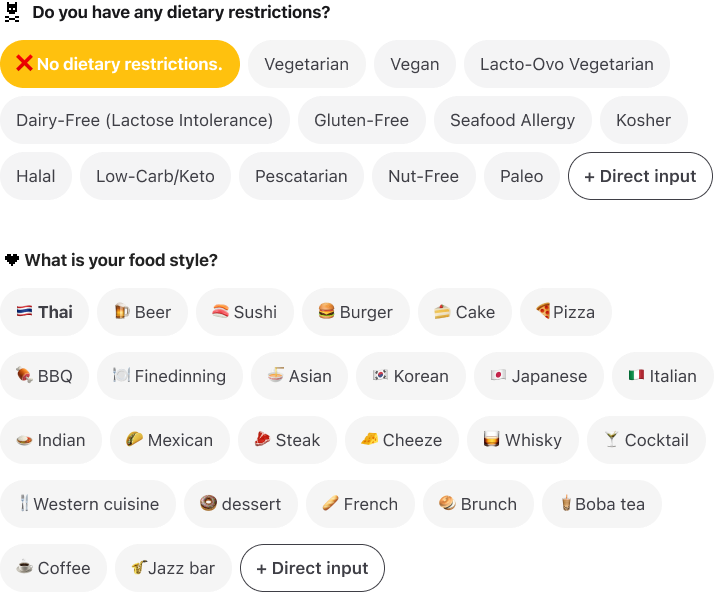 Do you have any dietary restrictions?
❌ No dietary restrictions. Vegetarian Vegan Lacto-Ovo Vegetarian
Dairy-Free (Lactose Intolerance) Gluten-Free Seafood Allergy Kosher
Halal Low-Carb/Keto Pescatarian Nut-Free Paleo + Direct input
What is your food style?
Thai Beer Sushi Burger Cake Pizza
BBQ Finedinning Asian Korean Japanese Italian
Indian Mexican Steak Cheeze Whisky Cocktail
Western cuisine dessert French Brunch Boba tea
Coffee Jazz bar + Direct input